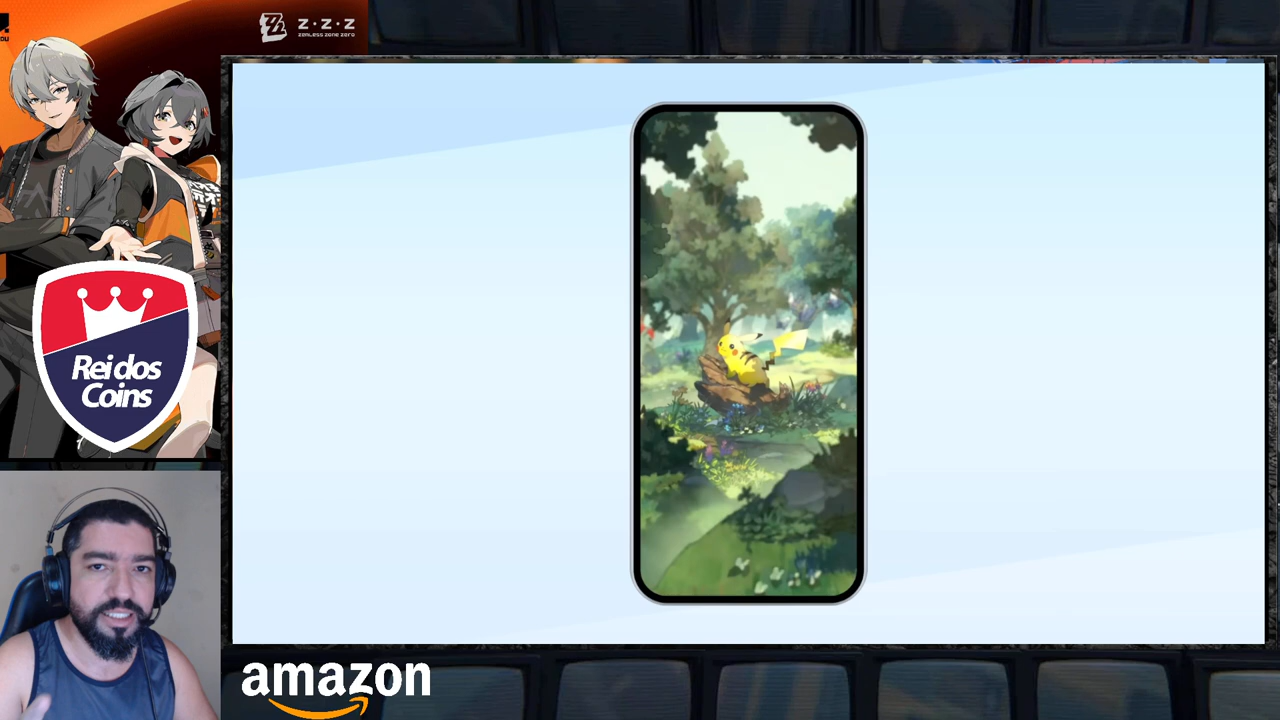 Z·Z·Z
ZENLESS ZONE ZERO
Rei dos
Coins
amazon